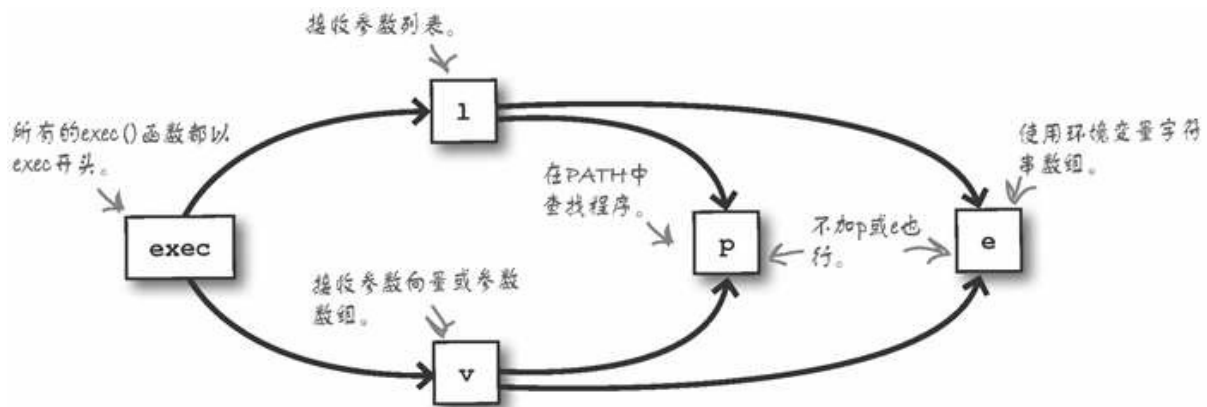 接收参数列表。
l
所有的exec()函数都以
exec开头。
使用环境变量字符
串数组。
在PATH中
查找程序。
exec
p
不加p或e也
行。
e
接收参数向量或参数
数组。
v